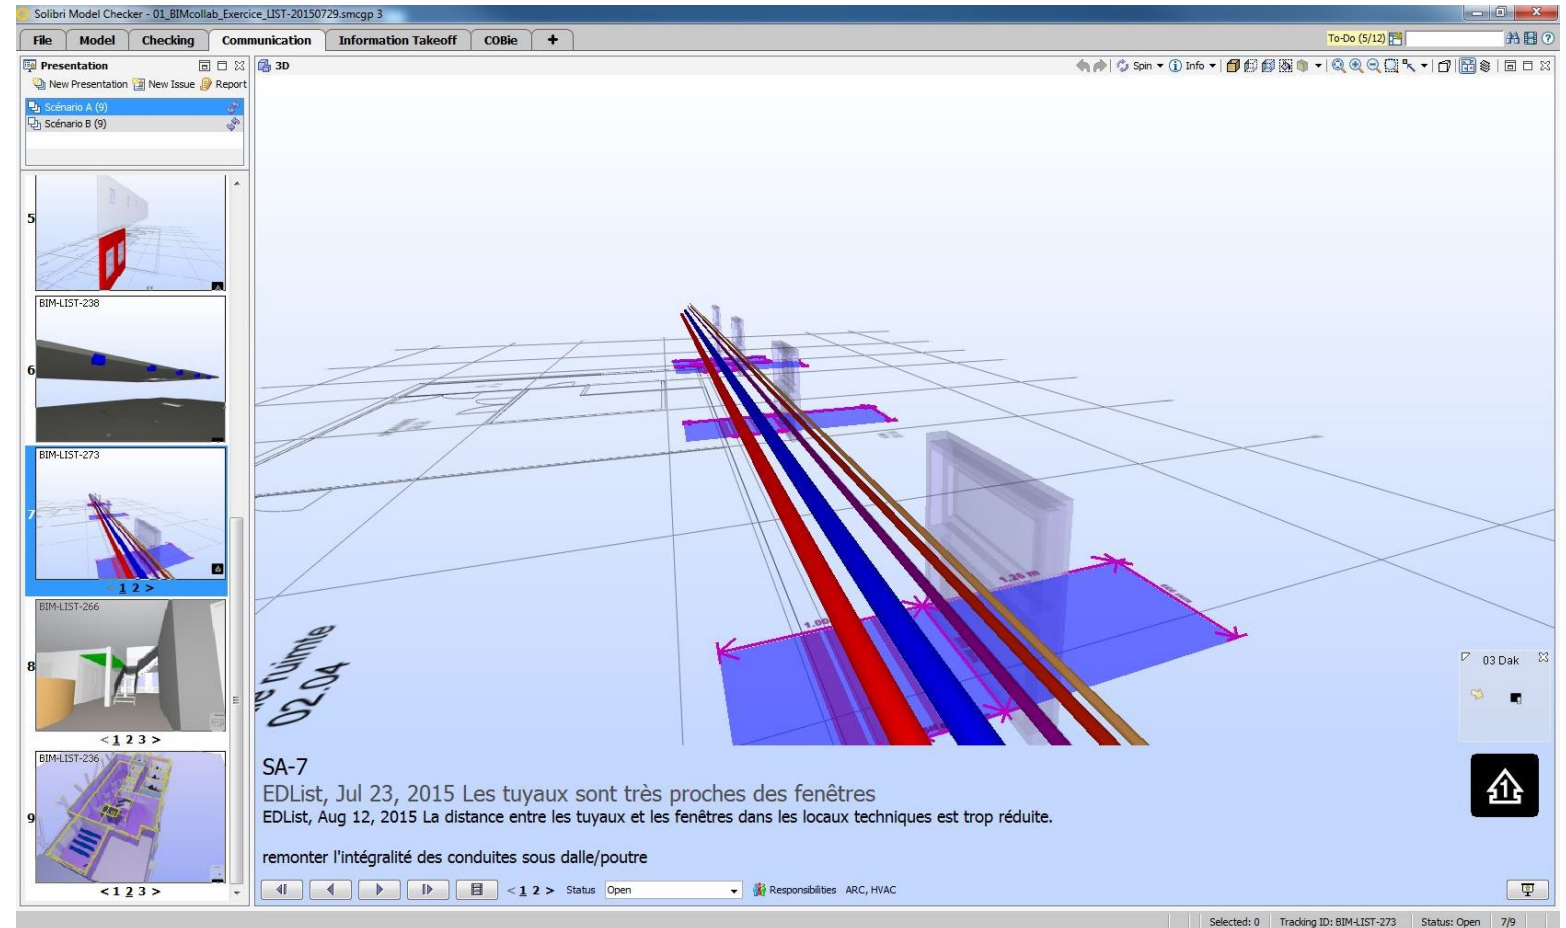 Solibri Model Checker - 01_BIMcollab_Exercice_LIST-20150729.smcgp 3
File Model Checking Communication Information Takeoff COBie +
To-Do (5/12)
Presentation
New Presentation New Issue Report
Scénario A (9)
Scénario B (9)
5
BIM-LIST-238
6
BIM-LIST-273
7
< 1 2 >
BIM-LIST-266
8
< 1 2 3 >
BIM-LIST-236
9
< 1 2 3 >
3D
Spin Info
1.26 m
ruimte
02.04
03 Dak
1
SA-7
EDList, Jul 23, 2015 Les tuyaux sont très proches des fenêtres
EDList, Aug 12, 2015 La distance entre les tuyaux et les fenêtres dans les locaux techniques est trop réduite.
remonter l'intégralité des conduites sous dalle/poutre
< 1 2 > Status Open Responsibilities ARC, HVAC
Selected: 0 Tracking ID: BIM-LIST-273 Status: Open 7/9